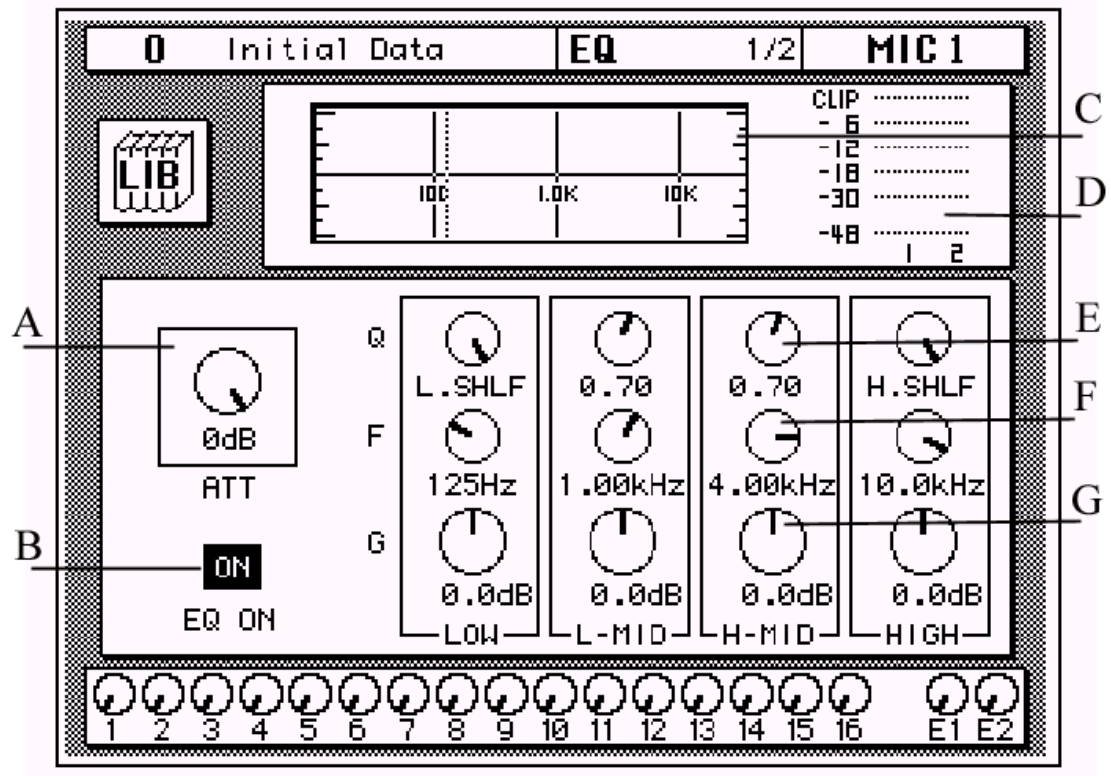 0 Initial Data EQ 1/2 MIC 1
CLIP
C
- 6
-12
LIB
-18
D
100 1.0K 10K
-30
-48
1 2
A
Q
E
L.SHLF 0.70 0.70 H.SHLF
F
0dB
F
ATT
125Hz 1.00kHz 4.00kHz 10.0kHz
G
B
G
ON
0.0dB 0.0dB 0.0dB 0.0dB
EQ ON
LOW L-MID H-MID HIGH
1 2 3 4 5 6 7 8 9 10 11 12 13 14 15 16 E1 E2